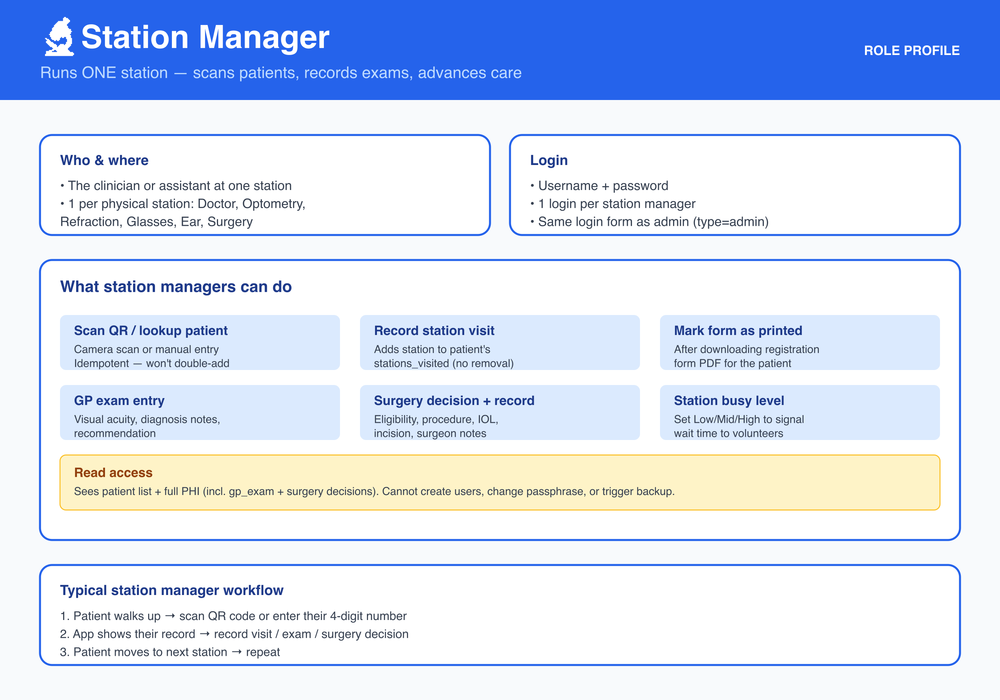 Station Manager
ROLE PROFILE
Runs ONE station — scans patients, records exams, advances care
Who & where
• The clinician or assistant at one station
• 1 per physical station: Doctor, Optometry,
Refraction, Glasses, Ear, Surgery
Login
• Username + password
• 1 login per station manager
• Same login form as admin (type=admin)
What station managers can do
Scan QR / lookup patient
Camera scan or manual entry
Idempotent — won't double-add
Record station visit
Adds station to patient's
stations_visited (no removal)
Mark form as printed
After downloading registration
form PDF for the patient
GP exam entry
Visual acuity, diagnosis notes,
recommendation
Surgery decision + record
Eligibility, procedure, IOL,
incision, surgeon notes
Station busy level
Set Low/Mid/High to signal
wait time to volunteers
Read access
Sees patient list + full PHI (incl. gp_exam + surgery decisions). Cannot create users, change passphrase, or trigger backup.
Typical station manager workflow
1. Patient walks up → scan QR code or enter their 4-digit number
2. App shows their record → record visit / exam / surgery decision
3. Patient moves to next station → repeat